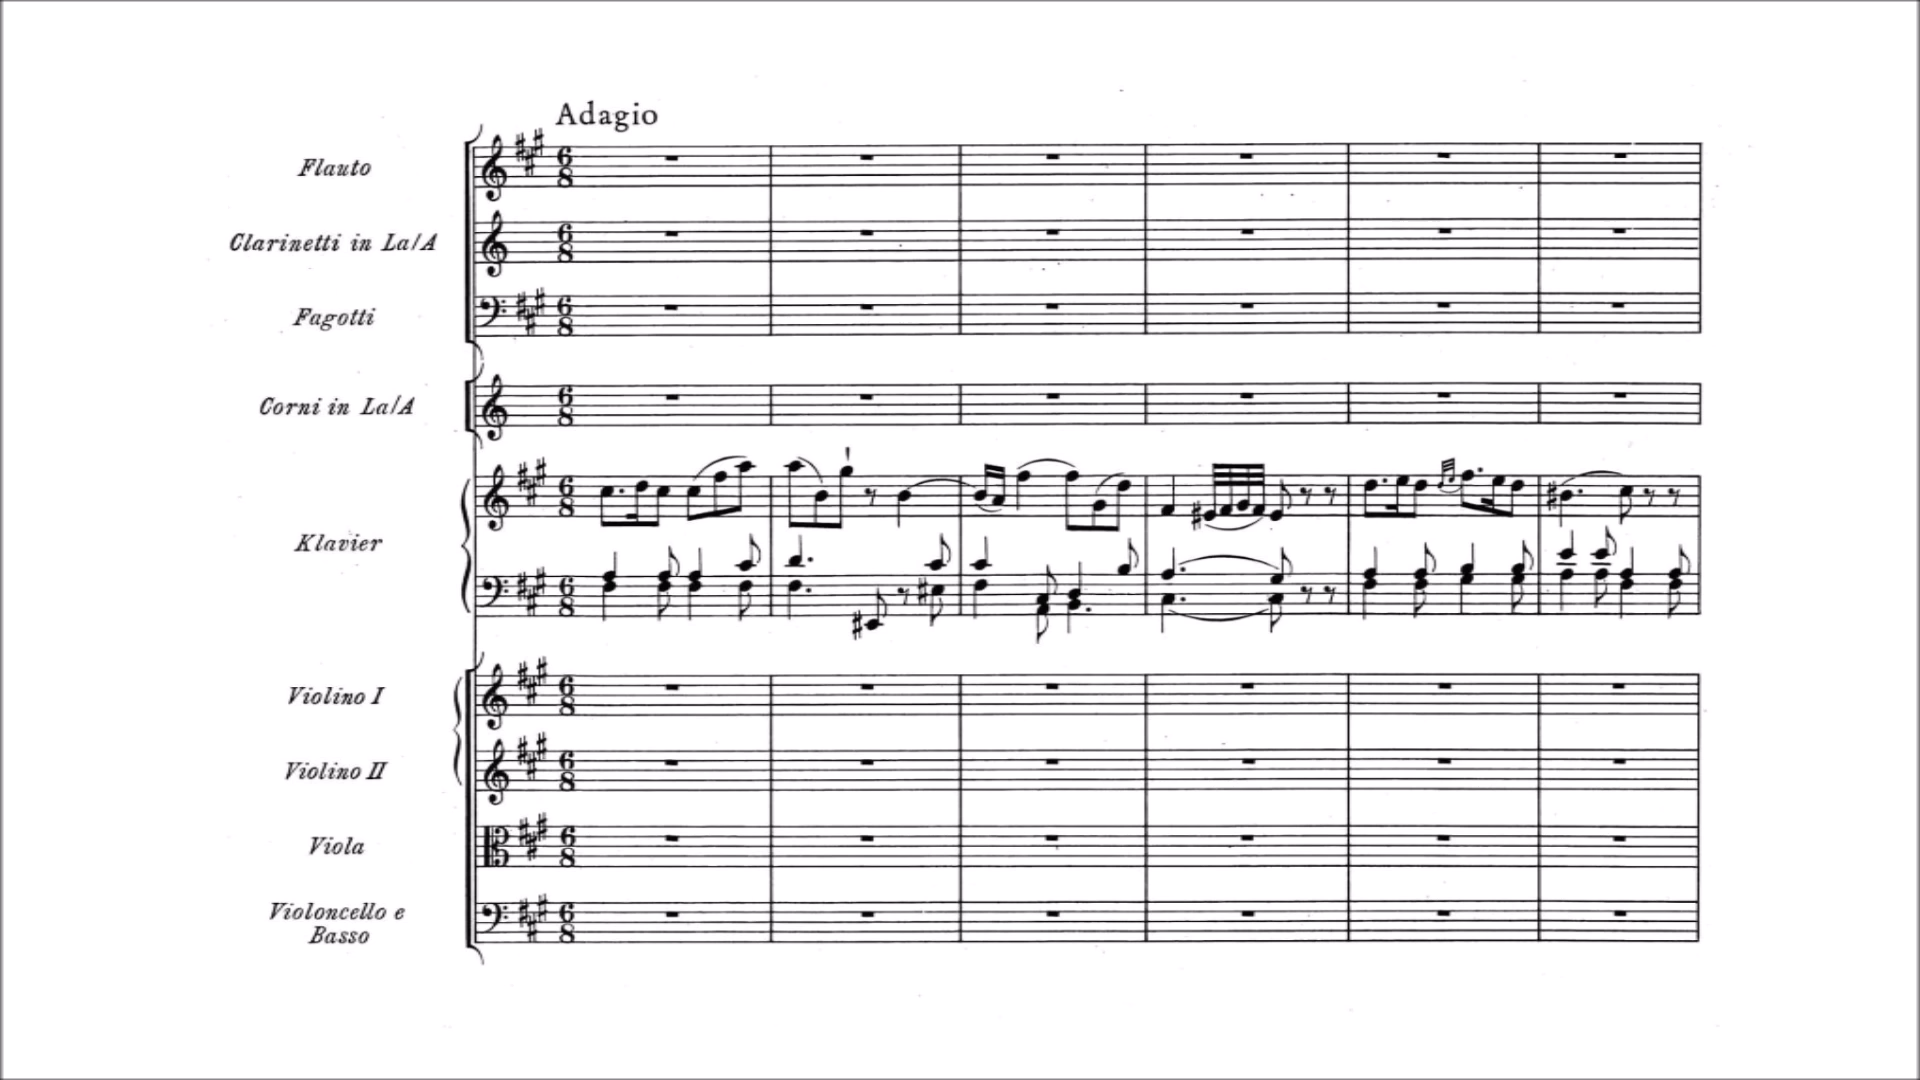 Adagio
Flauto
Clarinetti in La/A
Fagotti
Corni in La/A
Klavier
Violino I
Violino II
Viola
Violoncello e
Basso